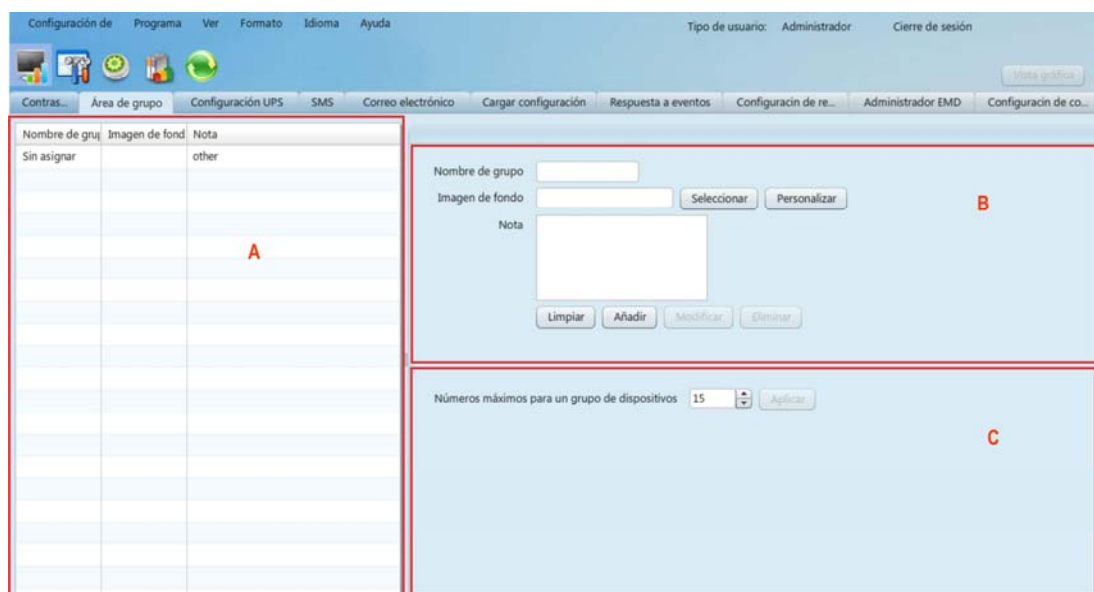 Configuración de Programa Ver Formato Idioma Ayuda Tipo de usuario: Administrador Cierre de sesión
Vista gráfica
Contras... Área de grupo Configuración UPS SMS Correo electrónico Cargar configuración Respuesta a eventos Configuracin de re... Administrador EMD Configuracin de co...
Nombre de grup Imagen de fond Nota
Sin asignar other
A
Nombre de grupo
Imagen de fondo Seleccionar Personalizar
B
Nota
Limpiar Añadir Modificar Eliminar
Números máximos para un grupo de dispositivos 15 Aplicar
C